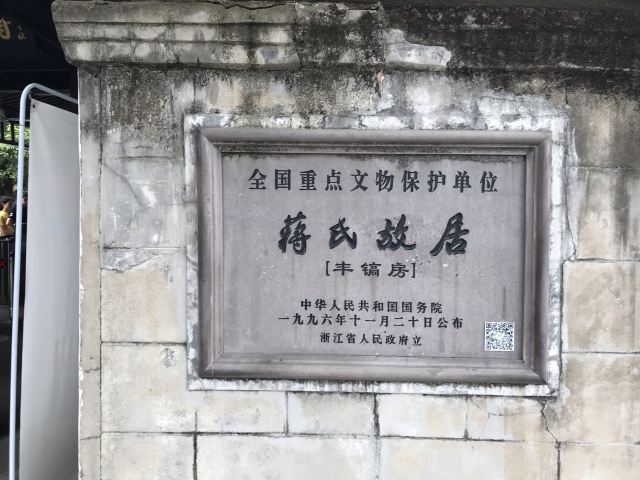 全国重点文物保护单位
蒋氏故居
[丰镐房]
中华人民共和国国务院
一九九六年十一月二十日公布
浙江省人民政府立